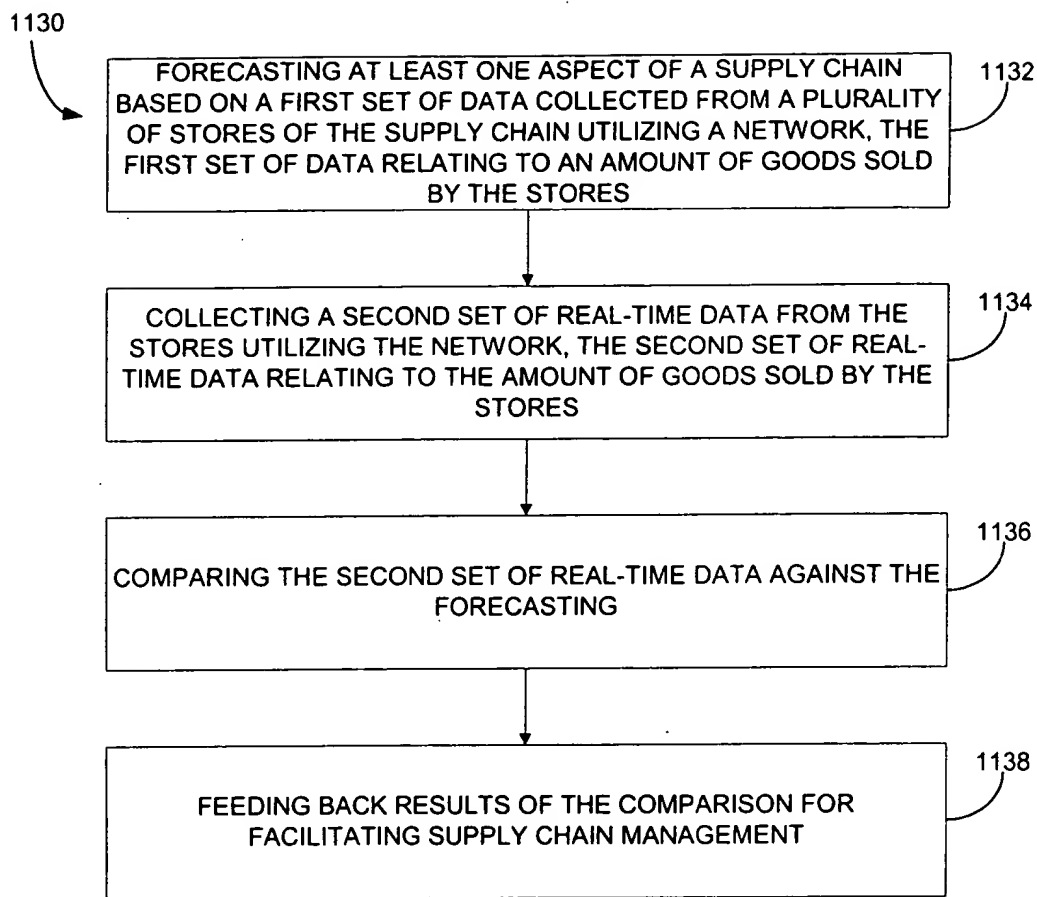 1130
FORECASTING AT LEAST ONE ASPECT OF A SUPPLY CHAIN
BASED ON A FIRST SET OF DATA COLLECTED FROM A PLURALITY
OF STORES OF THE SUPPLY CHAIN UTILIZING A NETWORK, THE
FIRST SET OF DATA RELATING TO AN AMOUNT OF GOODS SOLD
BY THE STORES
1132
COLLECTING A SECOND SET OF REAL-TIME DATA FROM THE
STORES UTILIZING THE NETWORK, THE SECOND SET OF REAL-
TIME DATA RELATING TO THE AMOUNT OF GOODS SOLD BY THE
STORES
1134
COMPARING THE SECOND SET OF REAL-TIME DATA AGAINST THE
FORECASTING
1136
FEEDING BACK RESULTS OF THE COMPARISON FOR
FACILITATING SUPPLY CHAIN MANAGEMENT
1138